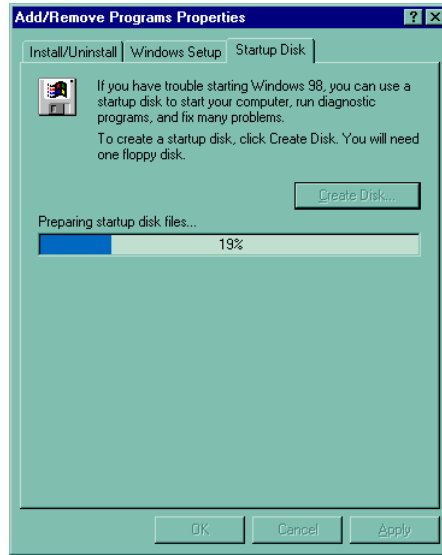 Add/Remove Programs Properties
Install/Uninstall Windows Setup Startup Disk
If you have trouble starting Windows 98, you can use a
startup disk to start your computer, run diagnostic
programs, and fix many problems.
To create a startup disk, click Create Disk. You will need
one floppy disk.
Create Disk...
Preparing startup disk files...
19%
OK Cancel Apply